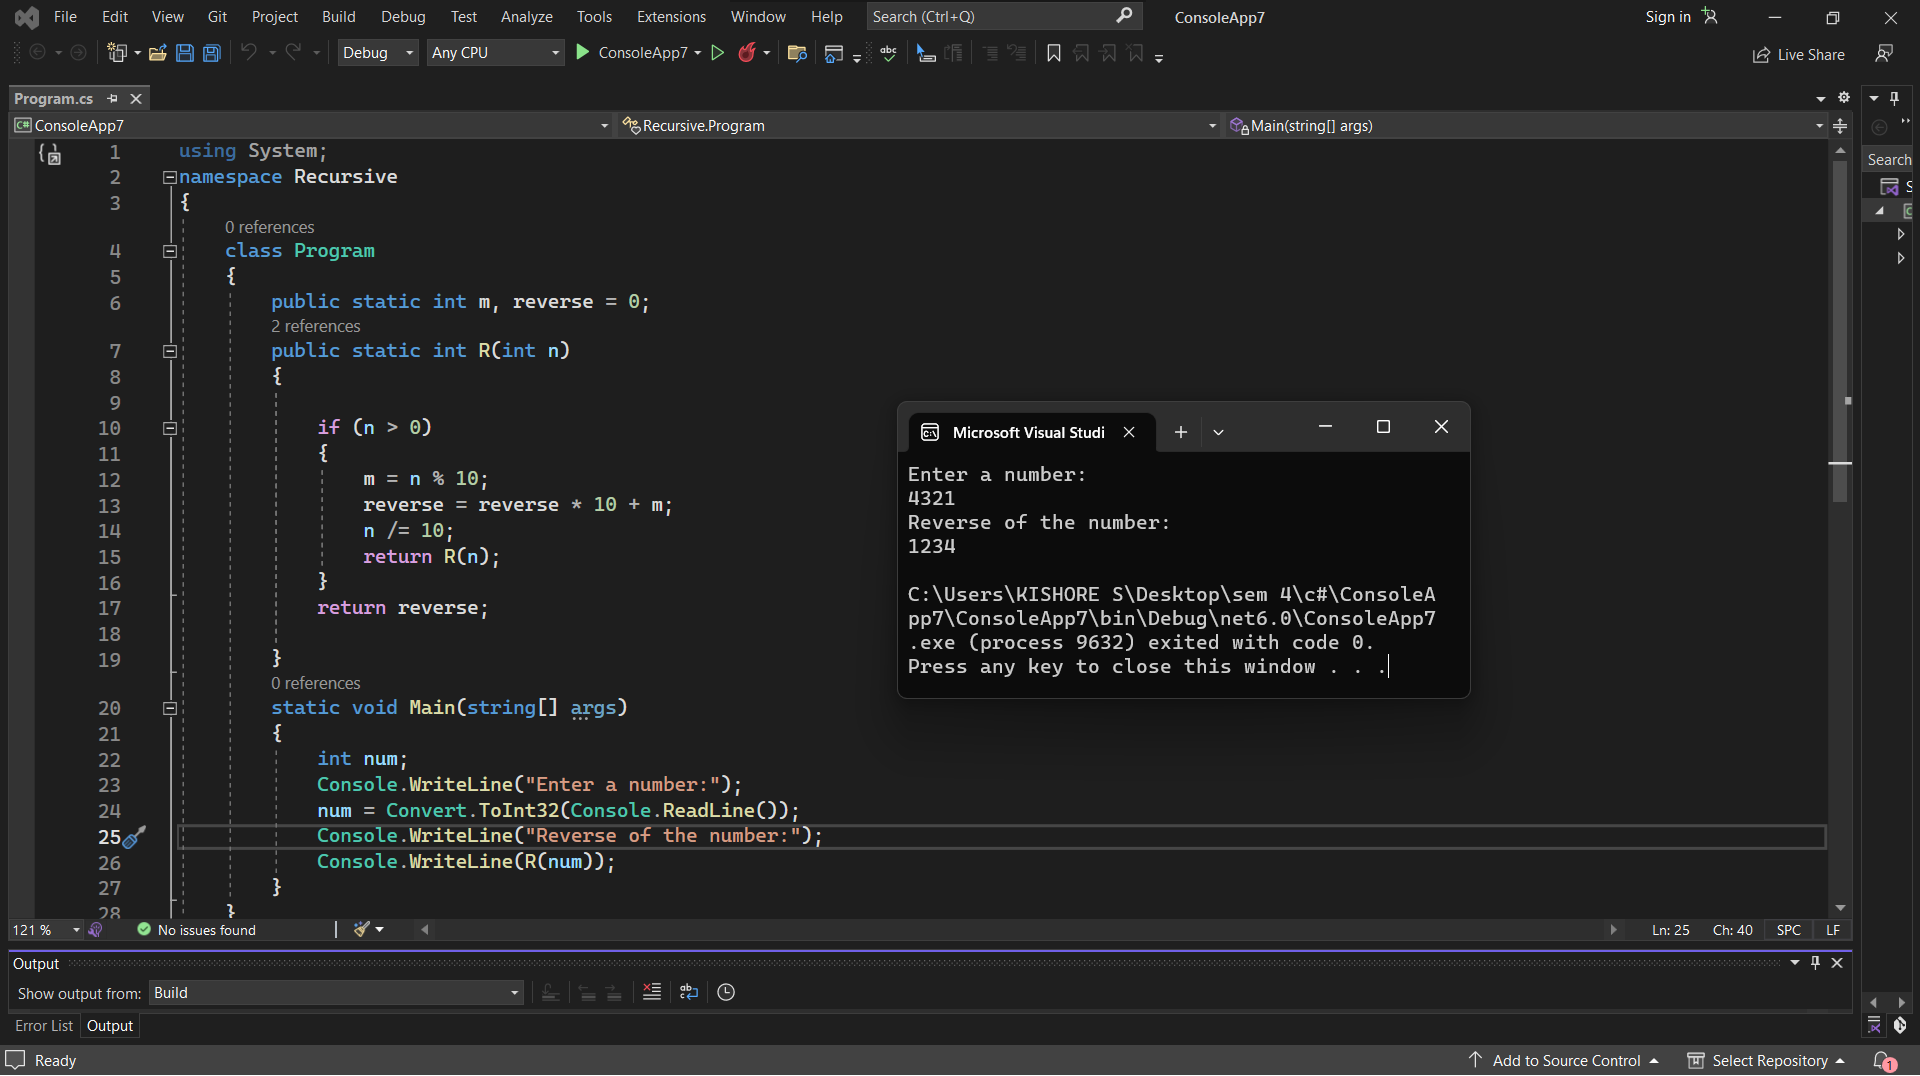 File Edit View Git Project Build Debug Test Analyze Tools Extensions Window Help Search (Ctrl+Q) ConsoleApp7 Sign in
Debug Any CPU ConsoleApp7 Live Share
Program.cs
C# ConsoleApp7 Recursive.Program Main(string[] args)
Search
1 using System;
2 namespace Recursive
3 {
0 references
4 class Program
5 {
6 public static int m, reverse = 0;
2 references
7 public static int R(int n)
8 {
9
10 if (n > 0)
11 {
12 m = n % 10;
13 reverse = reverse * 10 + m;
14 n /= 10;
15 return R(n);
16 }
17 return reverse;
18
19 }
0 references
20 static void Main(string[] args)
21 {
22 int num;
23 Console.WriteLine("Enter a number:");
24 num = Convert.ToInt32(Console.ReadLine());
25 Console.WriteLine("Reverse of the number:");
26 Console.WriteLine(R(num));
27 }
28 }
Microsoft Visual Studi
Enter a number:
4321
Reverse of the number:
1234
C:\Users\KISHORE S\Desktop\sem 4\c#\ConsoleA
pp7\ConsoleApp7\bin\Debug\net6.0\ConsoleApp7
.exe (process 9632) exited with code 0.
Press any key to close this window . . .
121 % No issues found Ln: 25 Ch: 40 SPC LF
Output
Show output from: Build
Error List Output
Ready Add to Source Control Select Repository 1